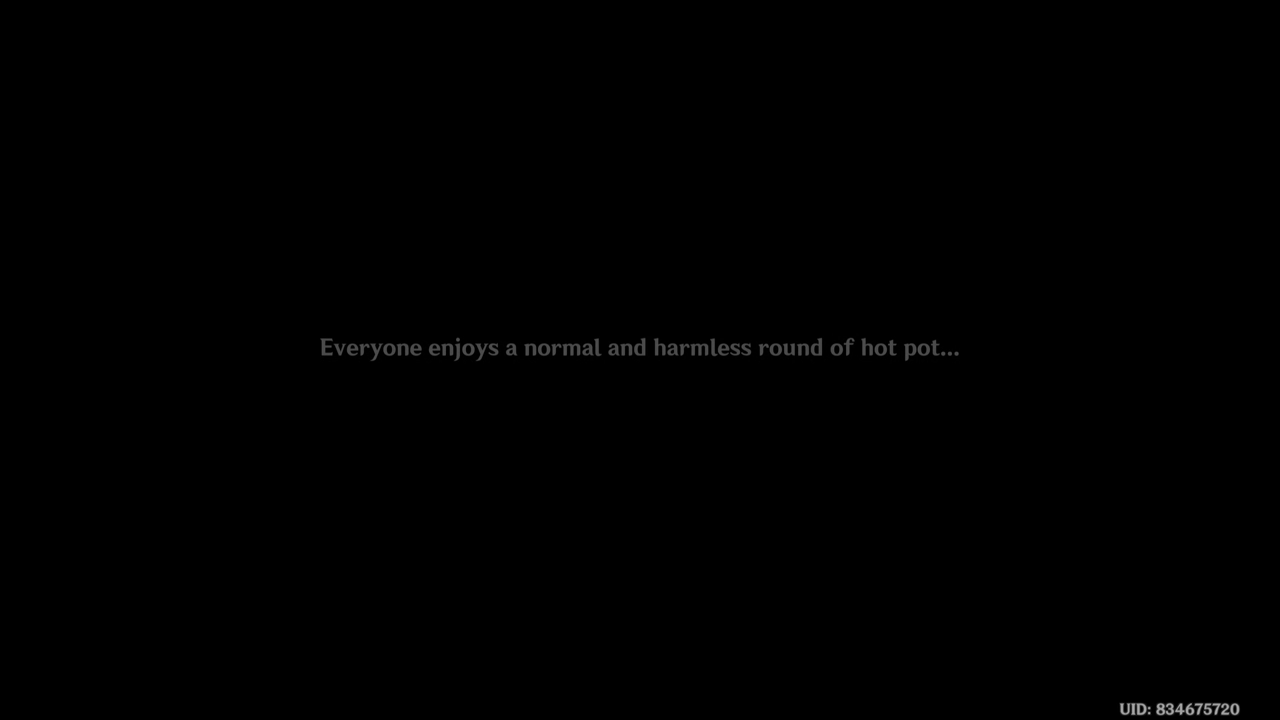 Everyone enjoys a normal and harmless round of hot pot...
UID: 834675720